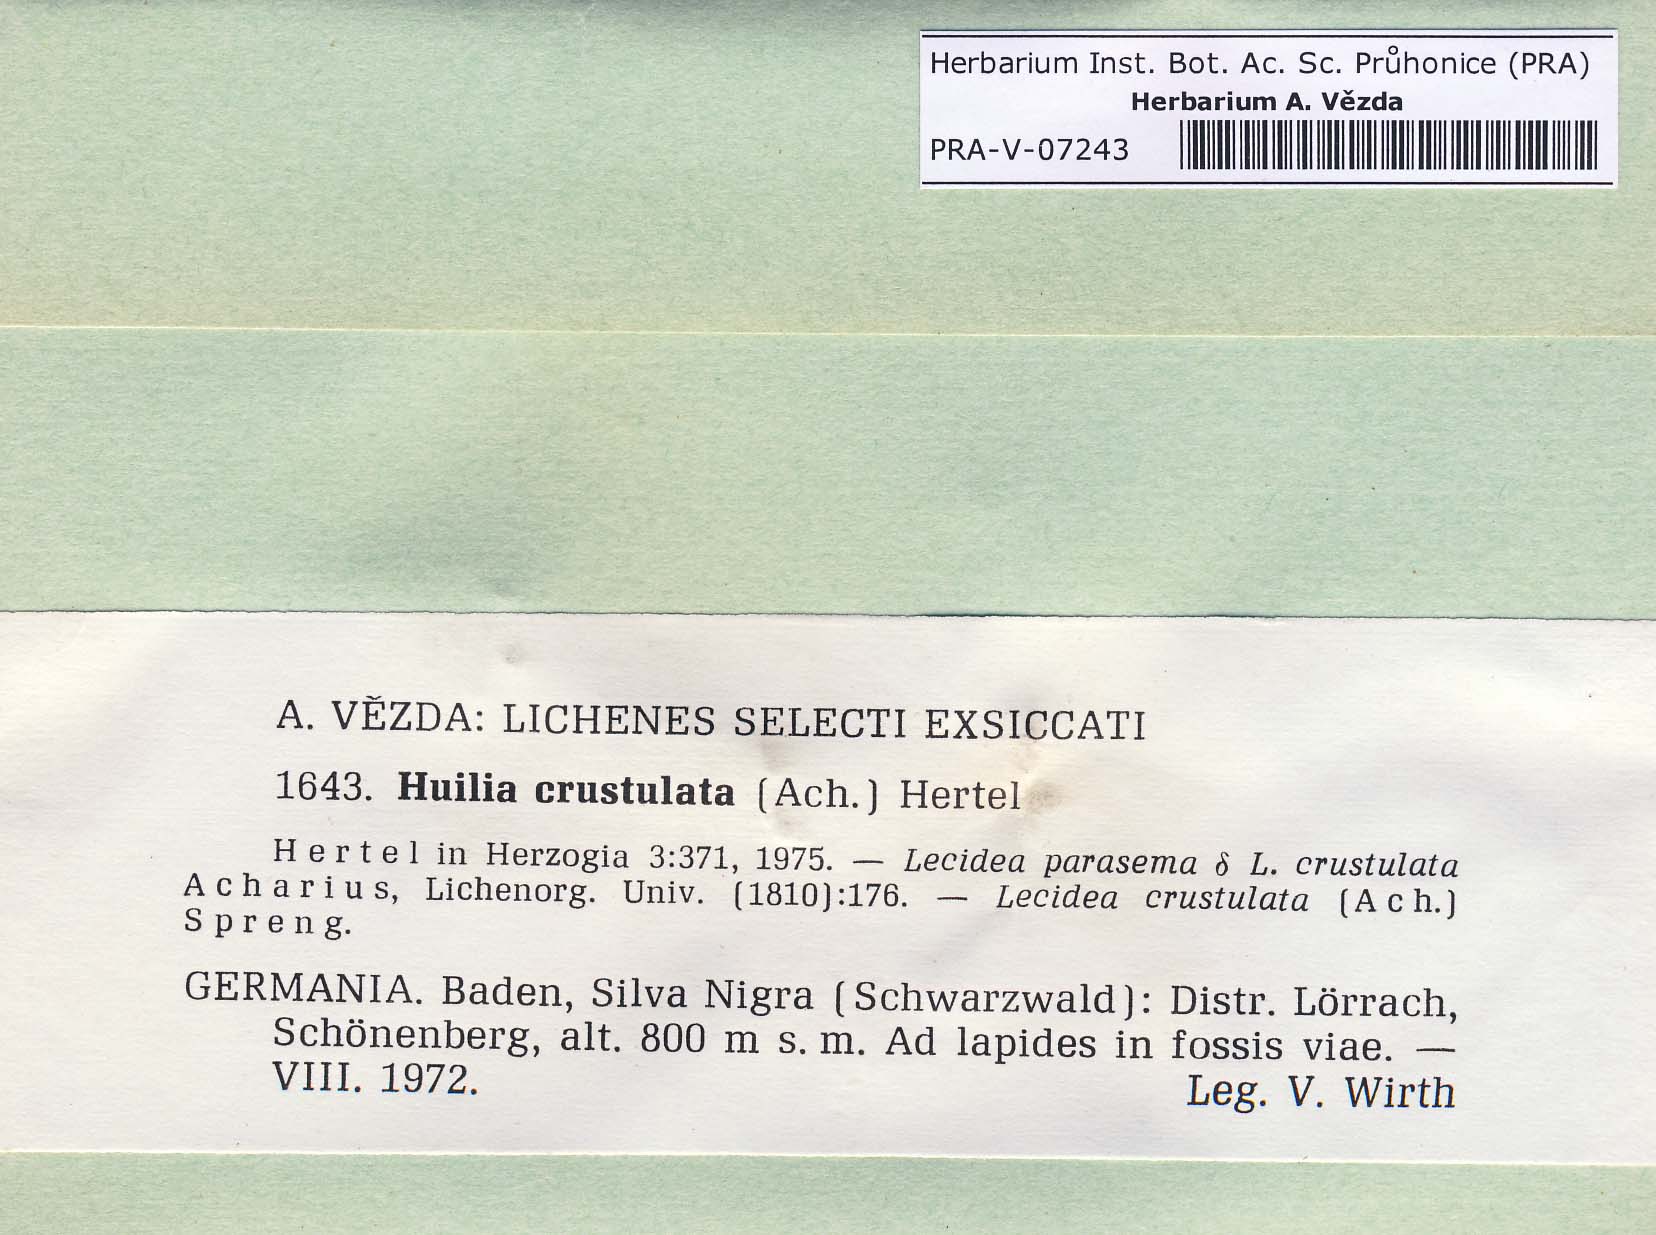 Herbarium Inst. Bot. Ac. Sc. Průhonice (PRA)
Herbarium A. Vězda
PRA-V-07243
A. VĚZDA: LICHENES SELECTI EXSICCATI
1643. Huilia crustulata (Ach.) Hertel
Hertel in Herzogia 3:371, 1975. — Lecidea parasema δ L. crustulata
Acharius, Lichenorg. Univ. (1810):176. — Lecidea crustulata (Ach.)
Spreng.
GERMANIA. Baden, Silva Nigra (Schwarzwald): Distr. Lörrach,
Schönenberg, alt. 800 m s. m. Ad lapides in fossis viae. —
VIII. 1972. Leg. V. Wirth